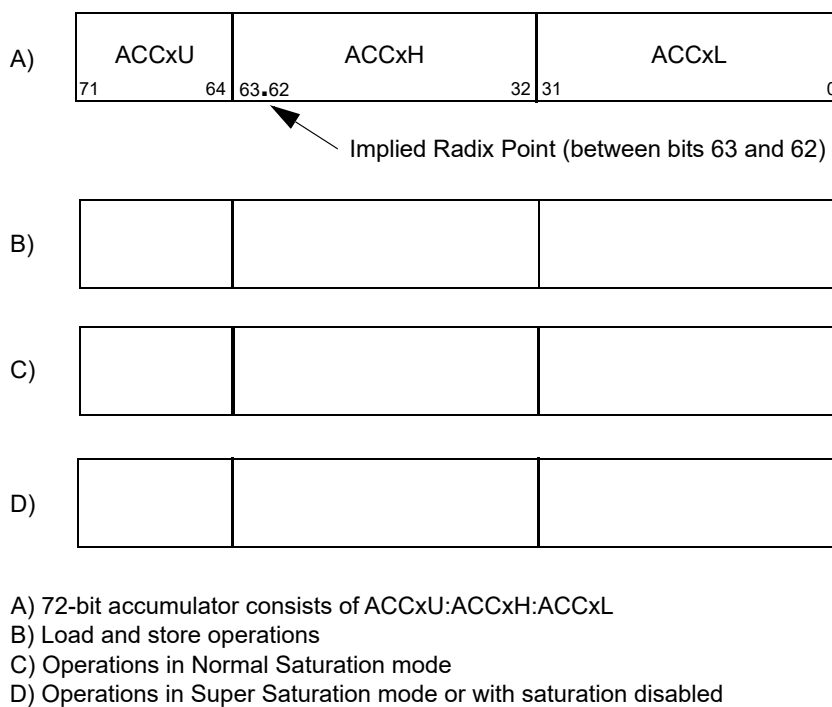 A)
ACCxU ACCxH ACCxL
71 64 63.62 32 31 0
Implied Radix Point (between bits 63 and 62)
B)
C)
D)
A) 72-bit accumulator consists of ACCxU:ACCxH:ACCxL
B) Load and store operations
C) Operations in Normal Saturation mode
D) Operations in Super Saturation mode or with saturation disabled